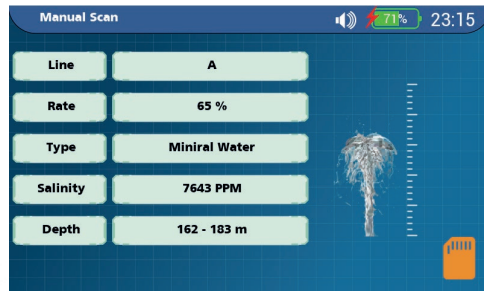 Manual Scan 71% 23:15
Line A
Rate 65 %
Type Miniral Water
Salinity 7643 PPM
Depth 162 - 183 m